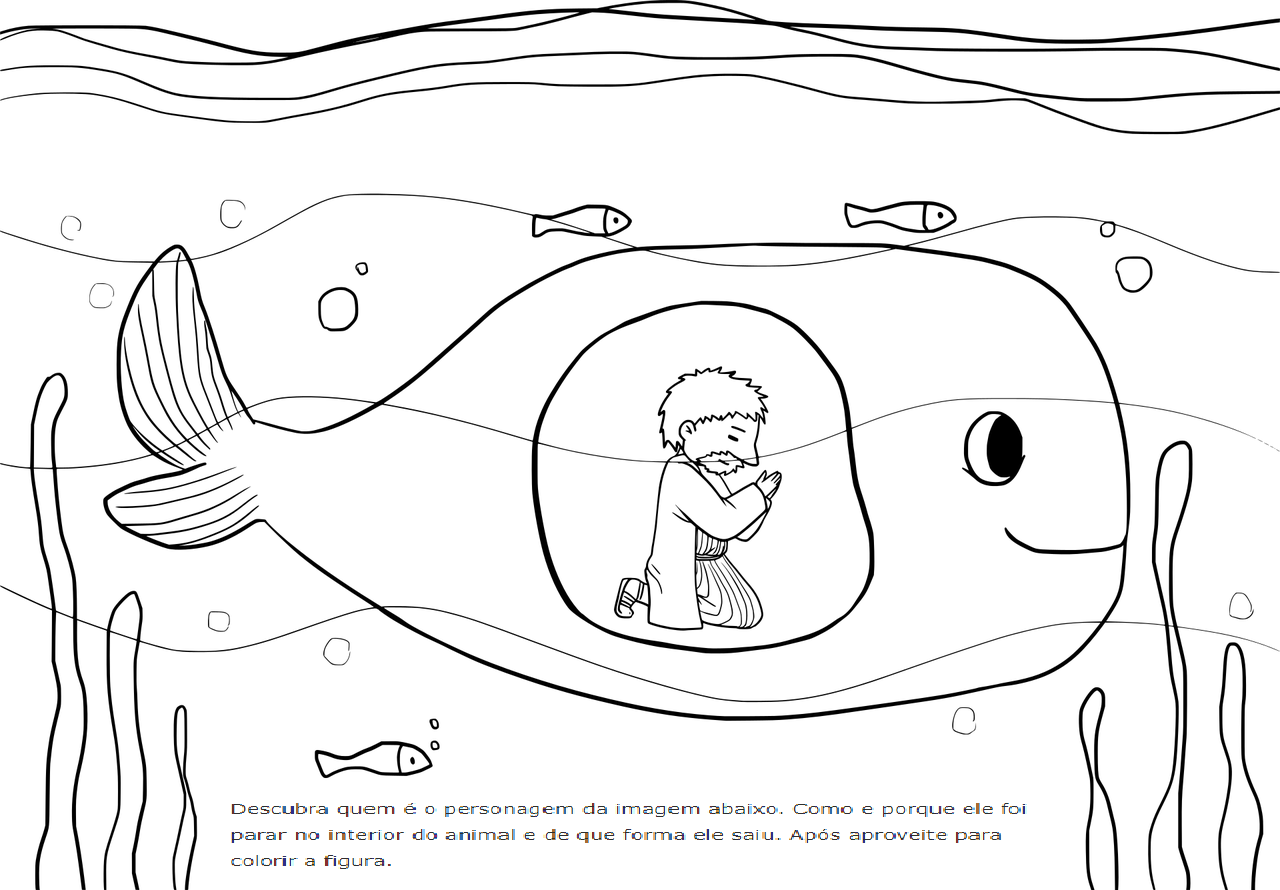 Descubra quem é o personagem da imagem abaixo. Como e porque ele foi
parar no interior do animal e de que forma ele saiu. Após aproveite para
colorir a figura.